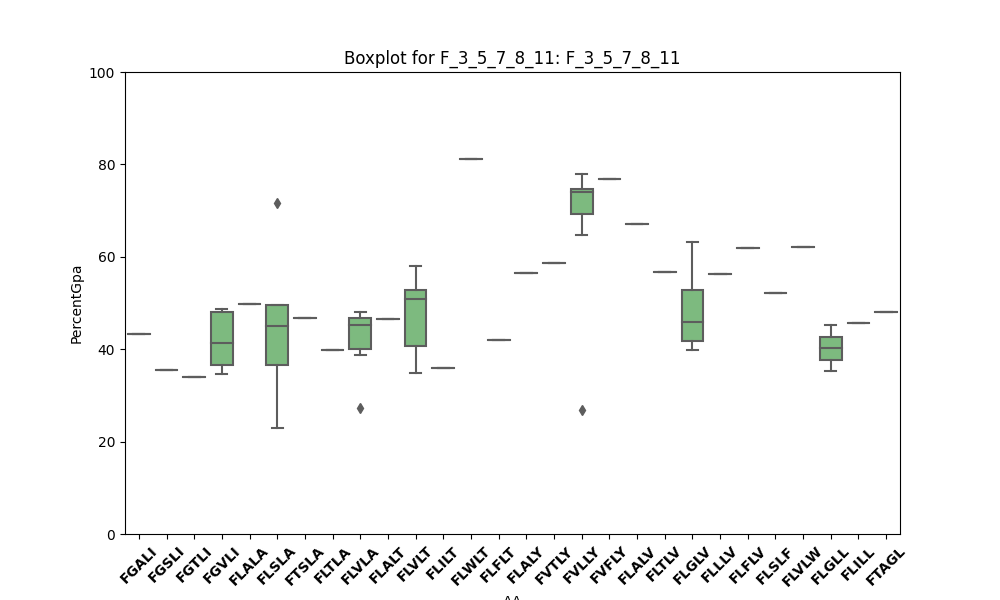 Boxplot for F_3_5_7_8_11: F_3_5_7_8_11
PercentGpa
100
80
60
40
20
0
FGALI
FGSLI
FGTLI
FGVLI
FLALA
FLSLA
FTSLA
FLTLA
FLVLA
FLALT
FLVLT
FLILT
FLWLT
FLFLT
FLALY
FVTLY
FVLLY
FVFLY
FLALV
FLTLV
FLGLV
FLLLV
FLFLV
FLSLF
FLVLW
FLGLL
FLILL
FTAGL
AA